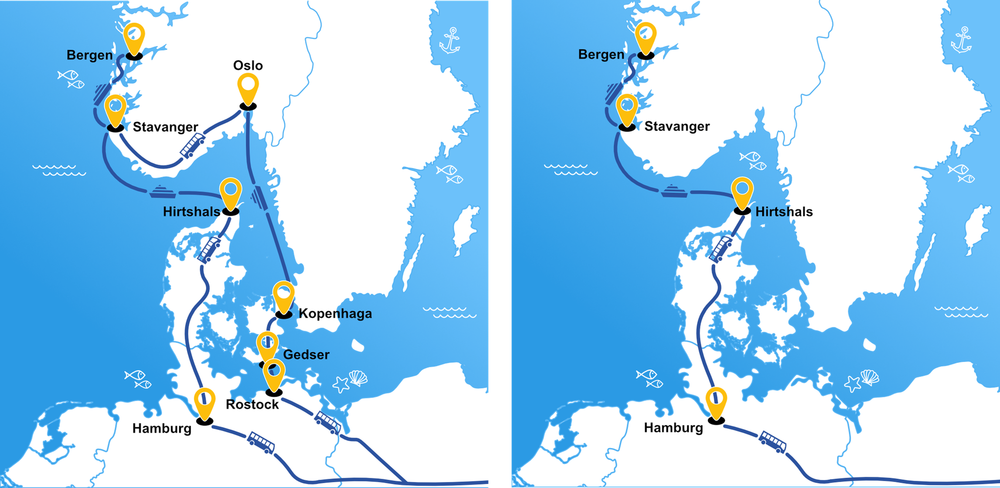 Bergen
Oslo
Stavanger
Hirtshals
Kopenhaga
Gedser
Rostock
Hamburg
Bergen
Stavanger
Hirtshals
Hamburg